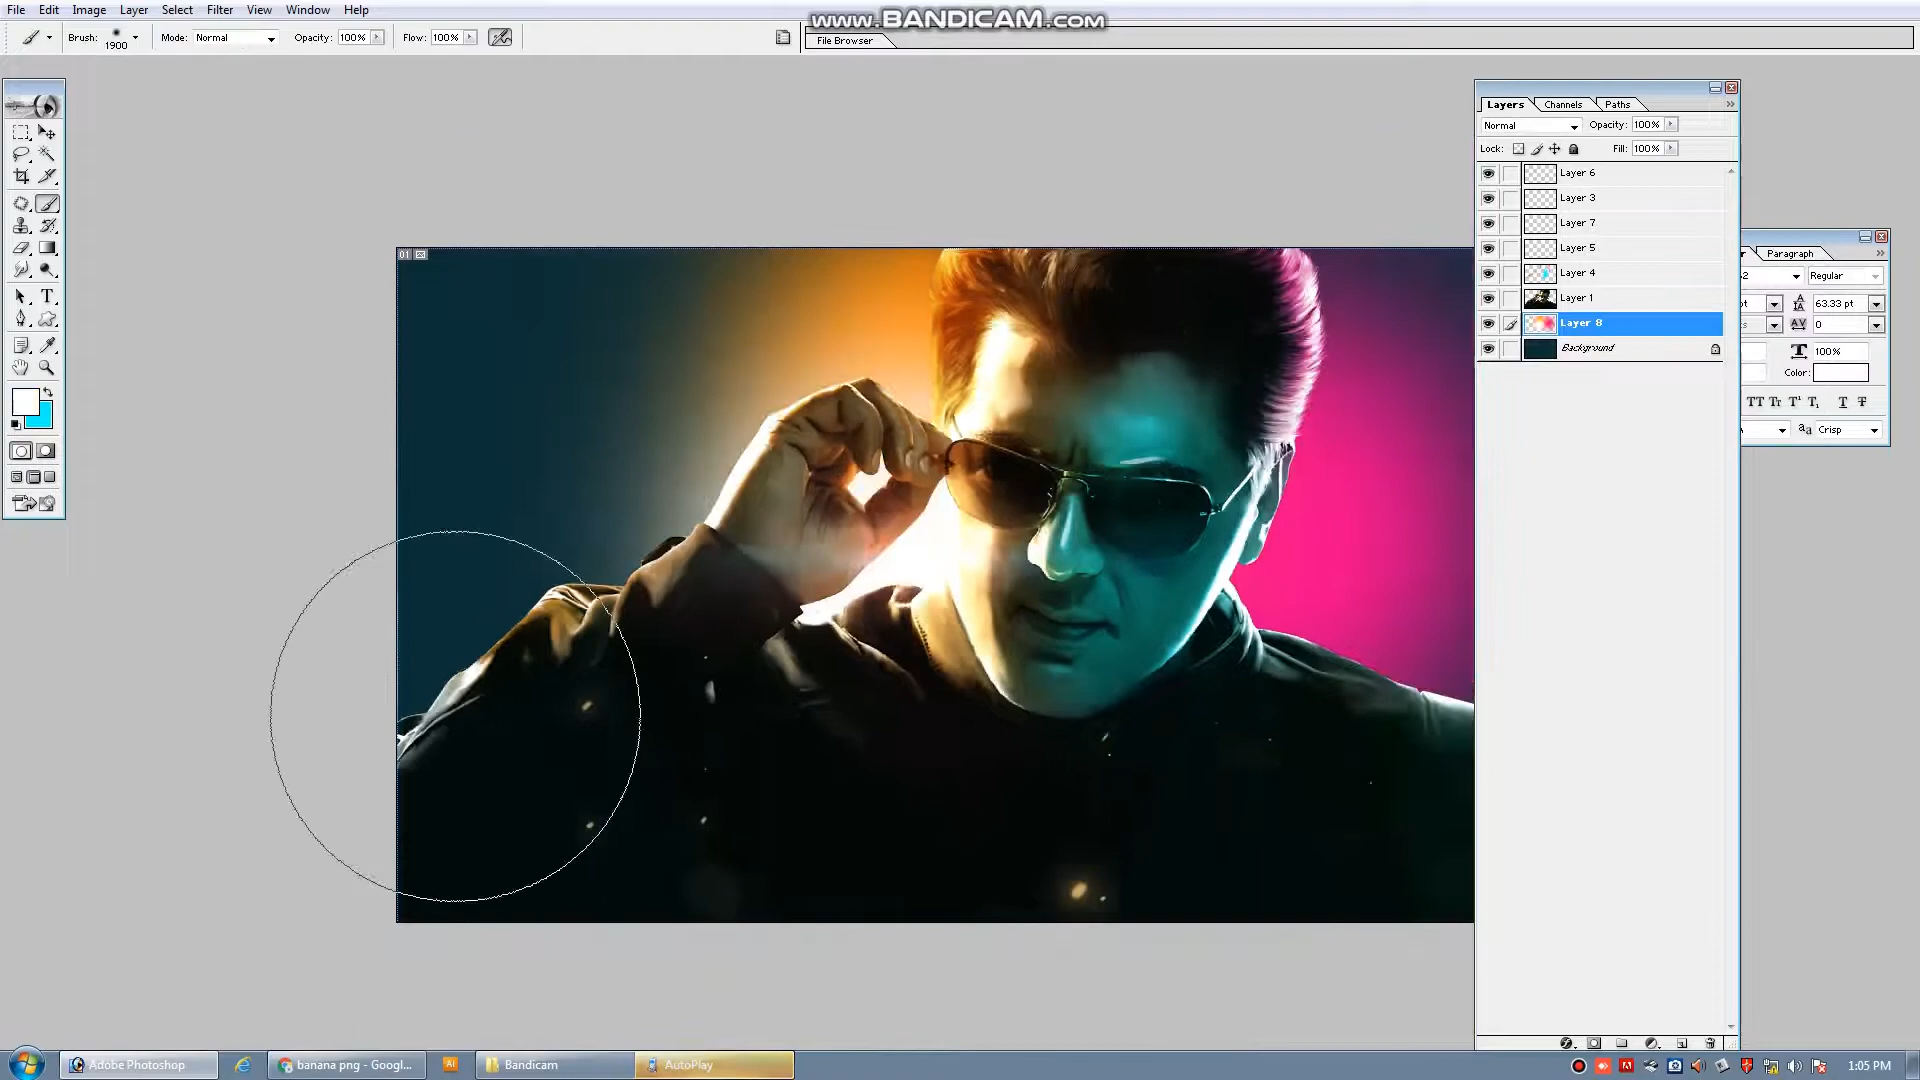 File Edit Image Layer Select Filter View Window Help
www.BANDICAM.com
Brush: 1900 Mode: Normal Opacity: 100% Flow: 100%
File Browser
Layers Channels Paths
Normal Opacity: 100%
Lock: Fill: 100%
Layer 6
Layer 3
Layer 7
Layer 5
Layer 4
Layer 1
Layer 8
Background
Paragraph
Regular
63.33 pt
0
100%
Color:
Crisp
01
Adobe Photoshop
banana png - Googl...
Bandicam
AutoPlay
1:05 PM